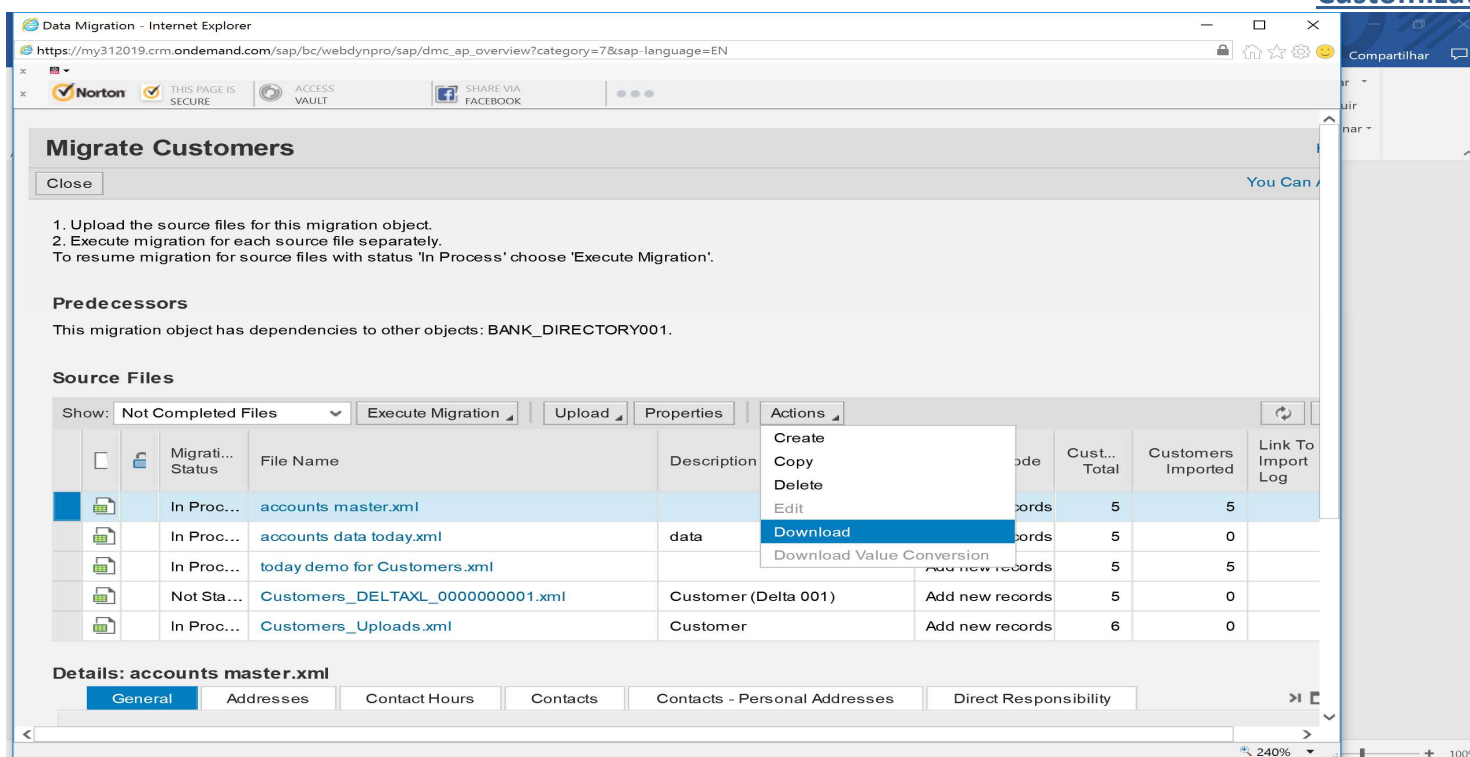 Data Migration - Internet Explorer
https://my312019.crm.ondemand.com/sap/bc/webdynpro/sap/dmc_ap_overview?category=7&sap-language=EN
Compartilhar
Norton THIS PAGE IS SECURE ACCESS VAULT SHARE VIA FACEBOOK
Migrate Customers
Close You Can
1. Upload the source files for this migration object.
2. Execute migration for each source file separately.
To resume migration for source files with status 'In Process' choose 'Execute Migration'.
Predecessors
This migration object has dependencies to other objects: BANK_DIRECTORY001.
Source Files
Show: Not Completed Files Execute Migration Upload Properties Actions
Create
Copy
Delete
Edit
Download
Download Value Conversion
Migrati... Status File Name Description Cust... Total Customers Imported Link To Import Log
In Proc... accounts master.xml 5 5
In Proc... accounts data today.xml data 5 0
In Proc... today demo for Customers.xml Add new records 5 5
Not Sta... Customers_DELTAXL_0000000001.xml Customer (Delta 001) Add new records 5 0
In Proc... Customers_Uploads.xml Customer Add new records 6 0
Details: accounts master.xml
General Addresses Contact Hours Contacts Contacts - Personal Addresses Direct Responsibility
240%